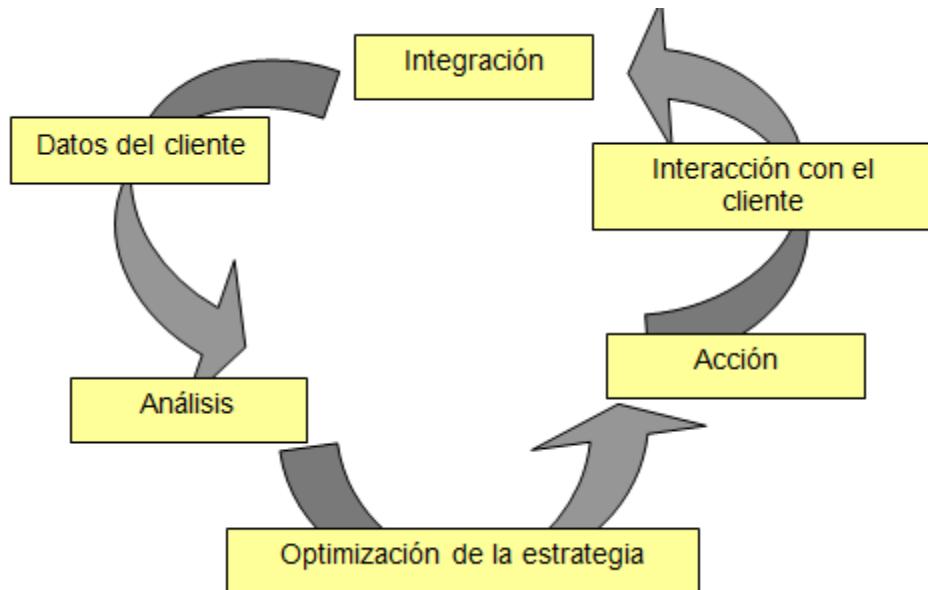 Integración
Datos del cliente
Interacción con el
cliente
Acción
Análisis
Optimización de la estrategia